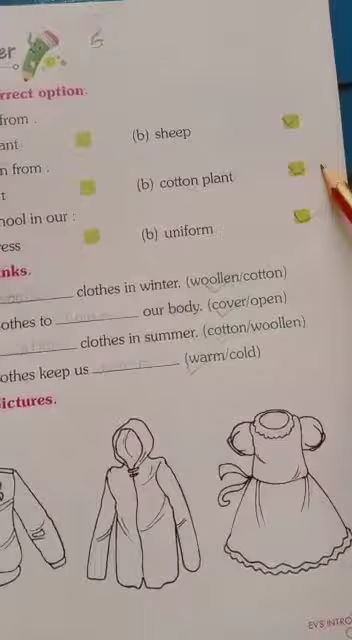 er
rrect option.
from .
ant (b) sheep
n from .
t (b) cotton plant
hool in our :
ess (b) uniform
nks.
clothes in winter. (woollen/cotton)
othes to our body. (cover/open)
clothes in summer. (cotton/woollen)
othes keep us (warm/cold)
ictures.
EVS INTRO